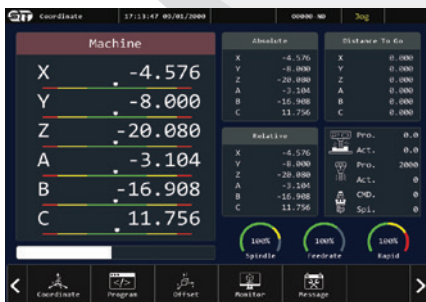 Coordinate 17:13:47 09/01/2000 O0000 N0 Jog
Machine
X -4.576
Y -8.000
Z -20.080
A -3.104
B -16.908
C 11.756
Absolute
X -4.576
Y -8.000
Z -20.080
A -3.104
B -16.908
C 11.756
Distance To Go
X 0.000
Y 0.000
Z 0.000
A 0.000
B 0.000
C 0.000
Relative
X -4.576
Y -8.000
Z -20.080
A -3.104
B -16.908
C 11.756
Pro. 0.0
Act. 0.0
Pro. 2000
Act. 0
CMD. 0
Spi. 0
100% 100% 100%
Spindle Feedrate Rapid
Coordinate Program Offset Monitor Message